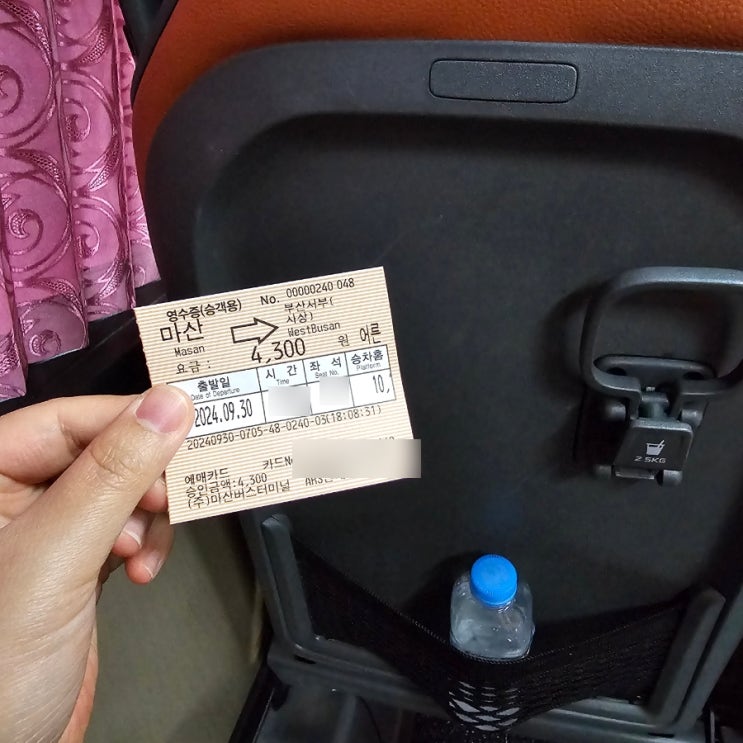 영수증(승객용) No. 00000240 048
마산 부산서부(
사상)
Masan WestBusan
요금 : 4,300 원 어른
출발일 시 간 좌 석 승차홈
Date of Departure Time Seat No. Platform
2024.09.30 10,
20240930-0705-48-0240-03(18:08:31)
예매카드 카드No
승인금액:4,300
(주)마산버스터미널
2.5KG